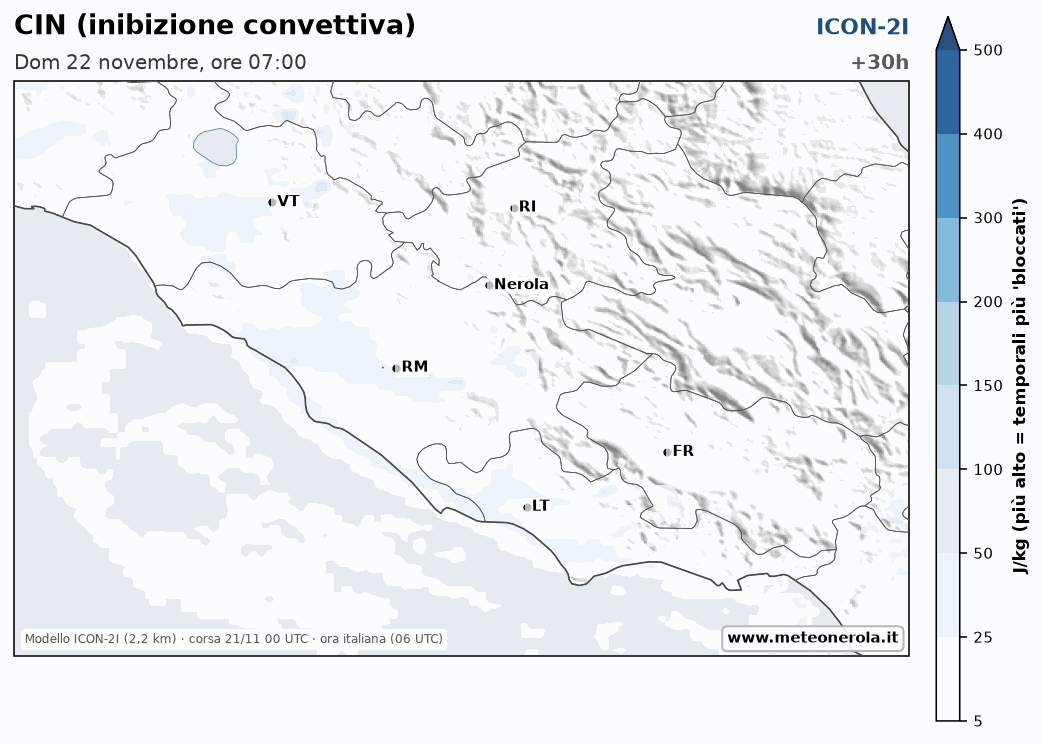 CIN (inibizione convettiva)
ICON-2I
Dom 22 novembre, ore 07:00
+30h
VT
RI
Nerola
RM
FR
LT
Modello ICON-2I (2,2 km) · corsa 21/11 00 UTC · ora italiana (06 UTC)
www.meteonerola.it
500
400
300
200
150
100
50
25
5
J/kg (più alto = temporali più 'bloccati')